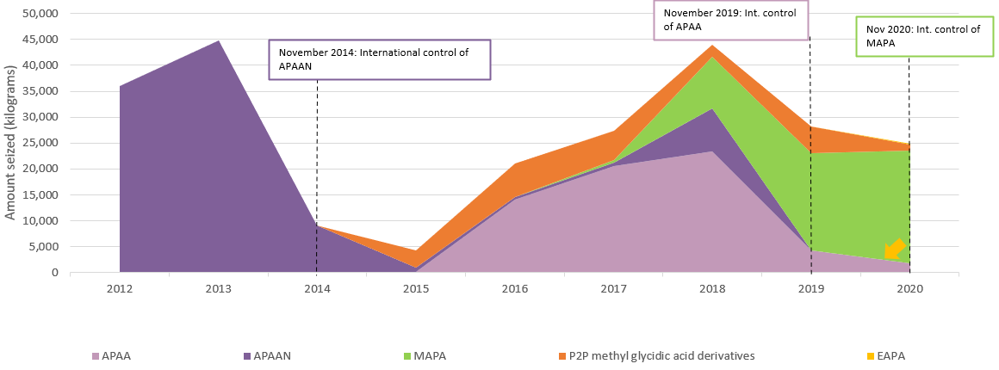 November 2019: Int. control
of APAA
Nov 2020: Int. control of
MAPA
November 2014: International control of
APAAN
Amount seized (kilograms)
50,000
45,000
40,000
35,000
30,000
25,000
20,000
15,000
10,000
5,000
0
2012 2013 2014 2015 2016 2017 2018 2019 2020
APAA APAAN MAPA P2P methyl glycidic acid derivatives EAPA